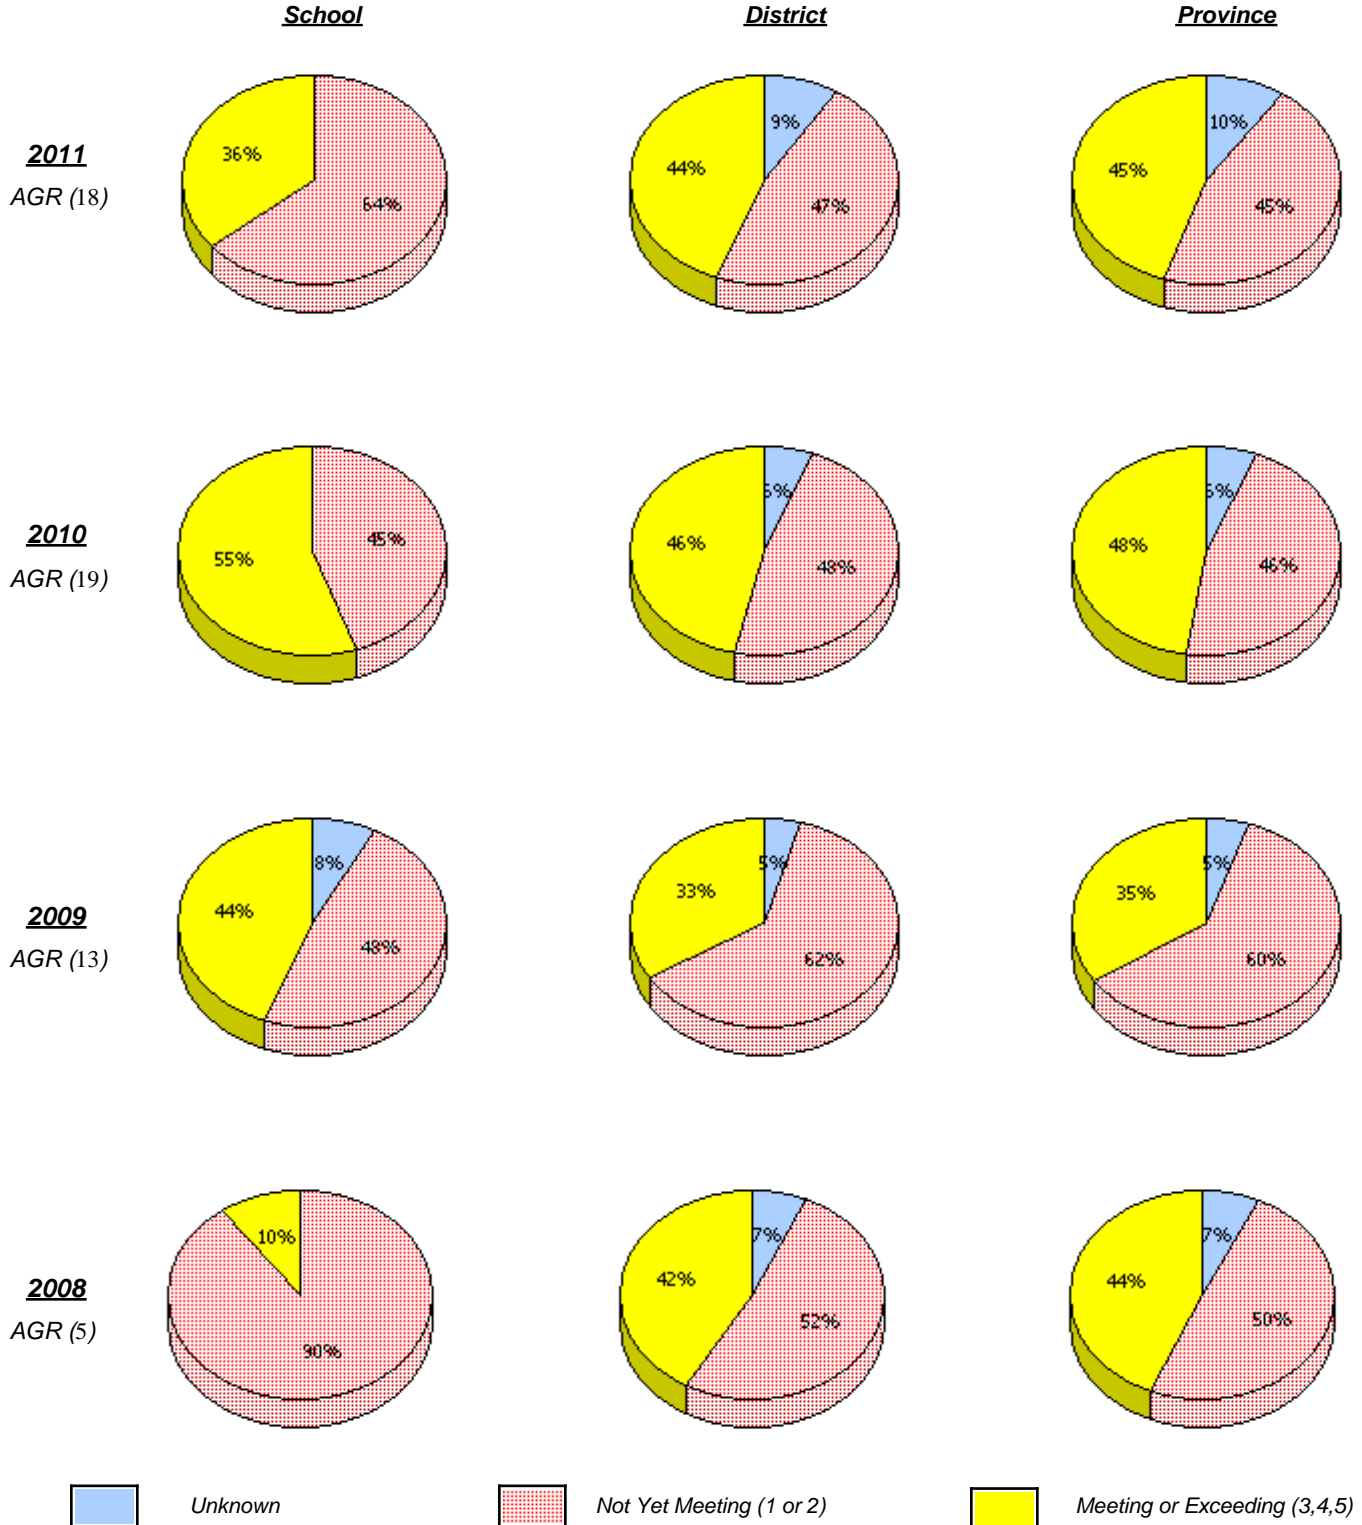 School District Province
2011
AGR (18)
36% 64%
9% 44% 47%
10% 45% 45%
2010
AGR (19)
55% 45%
46% 48%
48% 46%
2009
AGR (13)
8% 44% 48%
5% 33% 62%
5% 35% 60%
2008
AGR (5)
10% 90%
7% 42% 52%
7% 44% 50%
Unknown Not Yet Meeting (1 or 2) Meeting or Exceeding (3,4,5)